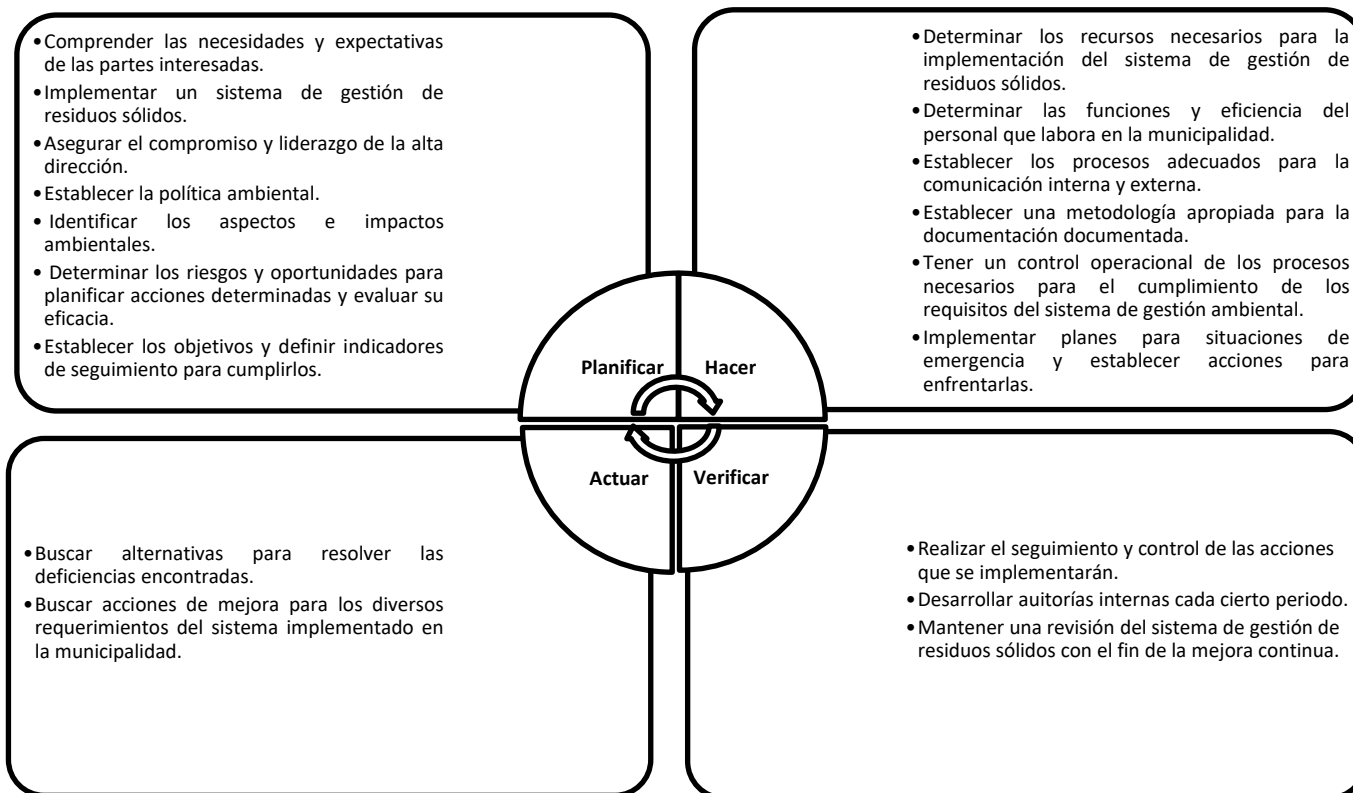 •Comprender las necesidades y expectativas
de las partes interesadas.
•Implementar un sistema de gestión de
residuos sólidos.
•Asegurar el compromiso y liderazgo de la alta
dirección.
•Establecer la política ambiental.
• Identificar los aspectos e impactos
ambientales.
• Determinar los riesgos y oportunidades para
planificar acciones determinadas y evaluar su
eficacia.
•Establecer los objetivos y definir indicadores
de seguimiento para cumplirlos.
•Determinar los recursos necesarios para la
implementación del sistema de gestión de
residuos sólidos.
•Determinar las funciones y eficiencia del
personal que labora en la municipalidad.
•Establecer los procesos adecuados para la
comunicación interna y externa.
•Establecer una metodología apropiada para la
documentación documentada.
•Tener un control operacional de los procesos
necesarios para el cumplimiento de los
requisitos del sistema de gestión ambiental.
•Implementar planes para situaciones de
emergencia y establecer acciones para
enfrentarlas.
Planificar
Hacer
Actuar
Verificar
•Buscar alternativas para resolver las
deficiencias encontradas.
•Buscar acciones de mejora para los diversos
requerimientos del sistema implementado en
la municipalidad.
•Realizar el seguimiento y control de las acciones
que se implementarán.
•Desarrollar auitorías internas cada cierto periodo.
•Mantener una revisión del sistema de gestión de
residuos sólidos con el fin de la mejora continua.